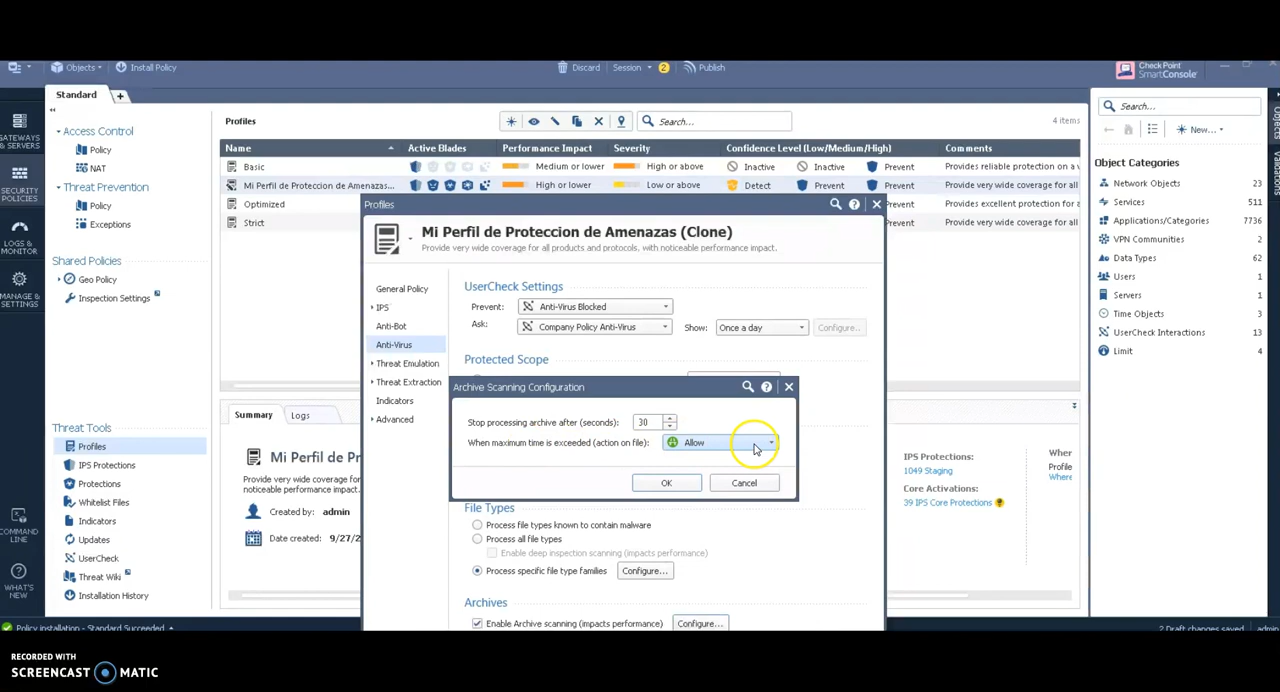 Objects
Install Policy
Discard
Session
2
Publish
Check Point
SmartConsole
Standard
+
GATEWAYS
& SERVERS
SECURITY
POLICIES
LOGS &
MONITOR
MANAGE &
SETTINGS
COMMAND
LINE
WHAT'S
NEW
Access Control
Policy
NAT
Threat Prevention
Policy
Exceptions
Shared Policies
Geo Policy
Inspection Settings
Threat Tools
Profiles
IPS Protections
Protections
Whitelist Files
Indicators
Updates
UserCheck
Threat Wiki
Installation History
Profiles
Search...
4 items
Name Active Blades Performance Impact Severity Confidence Level (Low/Medium/High) Comments
Basic Medium or lower High or above Inactive Inactive Prevent Provides reliable protection on a v
Mi Perfil de Proteccion de Amenazas... High or lower Low or above Detect Prevent Prevent Provide very wide coverage for all
Optimized Provides excellent protection for a
Strict Provide very wide coverage for all
Profiles
Mi Perfil de Proteccion de Amenazas (Clone)
Provide very wide coverage for all products and protocols, with noticeable performance impact.
General Policy
IPS
Anti-Bot
Anti-Virus
Threat Emulation
Threat Extraction
Indicators
Advanced
UserCheck Settings
Prevent: Anti-Virus Blocked
Ask: Company Policy Anti-Virus Show: Once a day Configure..
Protected Scope
Archive Scanning Configuration
Stop processing archive after (seconds): 30
When maximum time is exceeded (action on file): Allow
OK Cancel
File Types
Process file types known to contain malware
Process all file types
Enable deep inspection scanning (impacts performance)
Process specific file type families Configure...
Archives
Enable Archive scanning (impacts performance) Configure...
Summary Logs
Mi Perfil de Pr
Provide very wide coverage for
noticeable performance impact.
Created by: admin
Date created: 9/27/2
IPS Protections:
1049 Staging
Core Activations:
39 IPS Core Protections
Wher
Profile
Where
Search...
New...
Object Categories
Network Objects 23
Services 511
Applications/Categories 7736
VPN Communities 2
Data Types 62
Users 1
Servers 1
Time Objects 3
UserCheck Interactions 13
Limit 4
Objects
Validations
Policy installation - Standard Succeeded
2 Draft changes saved
admin
RECORDED WITH
SCREENCAST MATIC